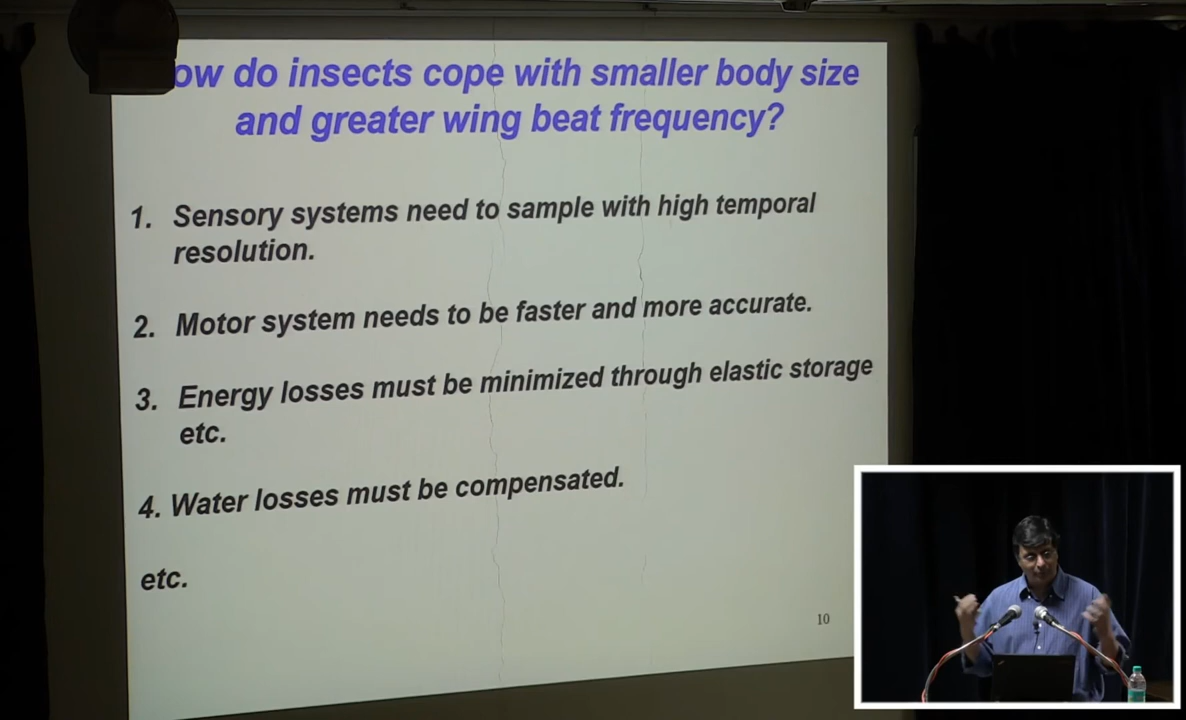 ow do insects cope with smaller body size
and greater wing beat frequency?
1. Sensory systems need to sample with high temporal
resolution.
2. Motor system needs to be faster and more accurate.
3. Energy losses must be minimized through elastic storage
etc.
4. Water losses must be compensated.
etc.
10